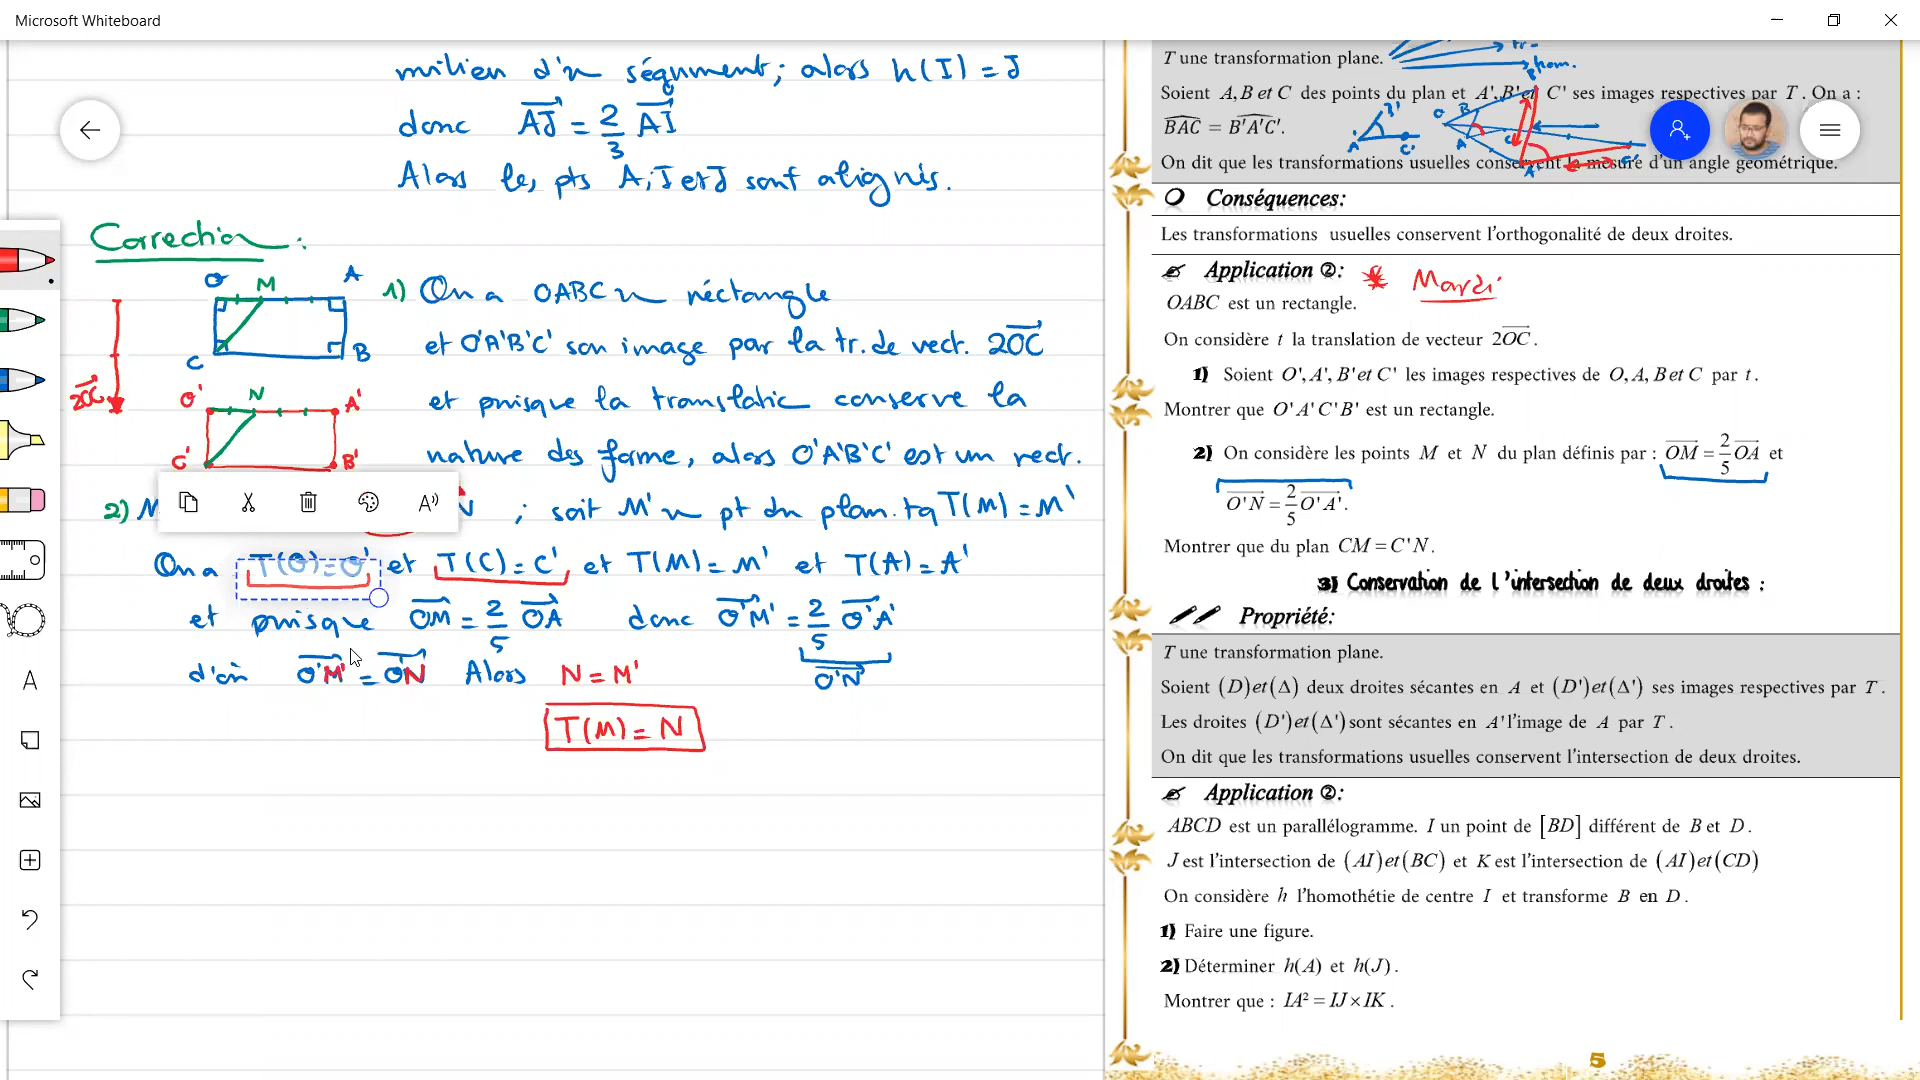 Microsoft Whiteboard
milieu d'un ségment ; alors h(I) = J
donc AJ = 2/3 AI
Alors les pts A, I et J sont alignés.
Correction :
O M A
C B
2OC
O' N A'
C' B'
1) On a OABC un réctangle
et O'A'B'C' son image par la tr. de vect. 2OC
et puisque la translatio conserve la
nature des forme, alors O'A'B'C' est un rect.
2) M N ; soit M' un pt du plan. tq T(M) = M'
On a T(O) = O' et T(C) = C' et T(M) = M' et T(A) = A'
et puisque OM = 2/5 OA donc O'M' = 2/5 O'A'
O'N
d'où O'M' = O'N Alors N = M'
T(M) = N
T une transformation plane.
Soient A, B et C des points du plan et A', B' et C' ses images respectives par T . On a :
BAC = B'A'C'.
On dit que les transformations usuelles conservent la mesure d'un angle géométrique.
Conséquences:
Les transformations usuelles conservent l'orthogonalité de deux droites.
Application ②: * Mardi
OABC est un rectangle.
On considère t la translation de vecteur 2OC .
1) Soient O', A', B' et C' les images respectives de O, A, B et C par t .
Montrer que O'A'C'B' est un rectangle.
2) On considère les points M et N du plan définis par : OM = 2/5 OA et
O'N = 2/5 O'A'.
Montrer que du plan CM = C'N .
3) Conservation de l'intersection de deux droites :
Propriété:
T une transformation plane.
Soient (D) et (Δ) deux droites sécantes en A et (D') et (Δ') ses images respectives par T .
Les droites (D') et (Δ') sont sécantes en A' l'image de A par T .
On dit que les transformations usuelles conservent l'intersection de deux droites.
Application ②:
ABCD est un parallélogramme. I un point de [BD] différent de B et D .
J est l'intersection de (AI) et (BC) et K est l'intersection de (AI) et (CD)
On considère h l'homothétie de centre I et transforme B en D .
1) Faire une figure.
2) Déterminer h(A) et h(J) .
Montrer que : IA² = IJ × IK .
5